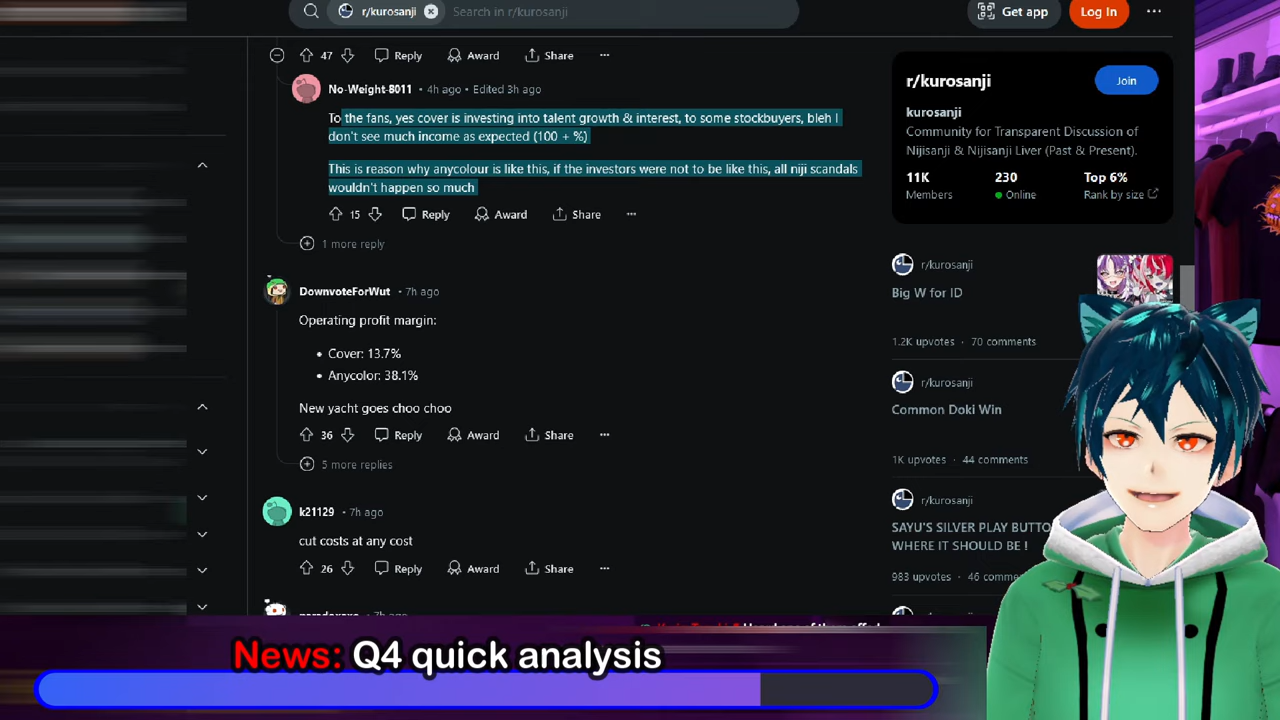 r/kurosanji
Search in r/kurosanji
Get app
Log In
47
Reply
Award
Share
No-Weight-8011 • 4h ago • Edited 3h ago
To the fans, yes cover is investing into talent growth & interest, to some stockbuyers, bleh I
don't see much income as expected (100 + %)
This is reason why anycolour is like this, if the investors were not to be like this, all niji scandals
wouldn't happen so much
15
Reply
Award
Share
1 more reply
DownvoteForWut • 7h ago
Operating profit margin:
• Cover: 13.7%
• Anycolor: 38.1%
New yacht goes choo choo
36
Reply
Award
Share
5 more replies
k21129 • 7h ago
cut costs at any cost
26
Reply
Award
Share
r/kurosanji
Join
kurosanji
Community for Transparent Discussion of
Nijisanji & Nijisanji Liver (Past & Present).
11K
230
Top 6%
Members
Online
Rank by size
r/kurosanji
Big W for ID
1.2K upvotes • 70 comments
r/kurosanji
Common Doki Win
1K upvotes • 44 comments
r/kurosanji
SAYU'S SILVER PLAY BUTTO
WHERE IT SHOULD BE !
983 upvotes • 46 comme
News: Q4 quick analysis